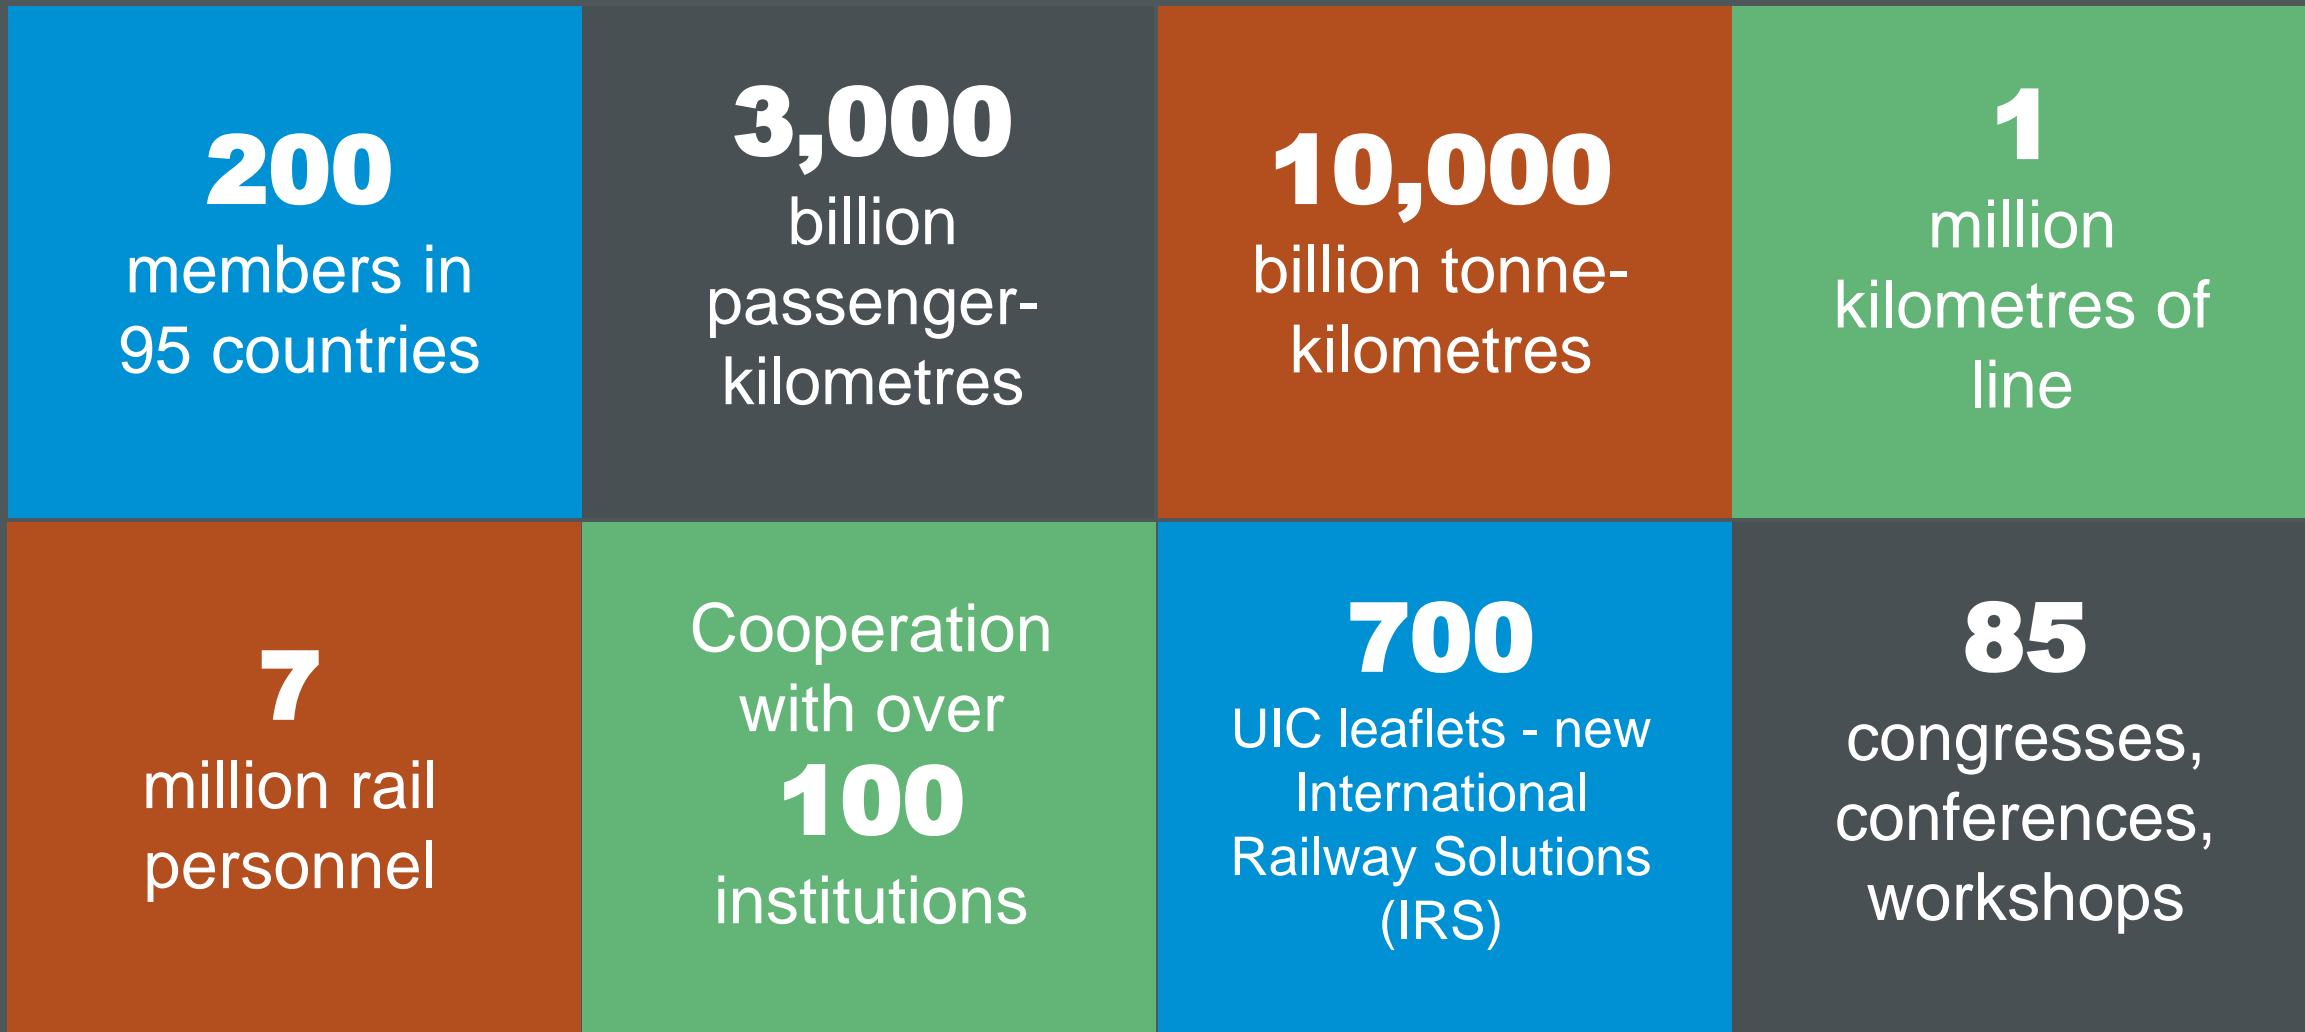 200
members in
95 countries
3,000
billion
passenger-
kilometres
10,000
billion tonne-
kilometres
1
million
kilometres of
line
7
million rail
personnel
Cooperation
with over
100
institutions
700
UIC leaflets - new
International
Railway Solutions
(IRS)
85
congresses,
conferences,
workshops